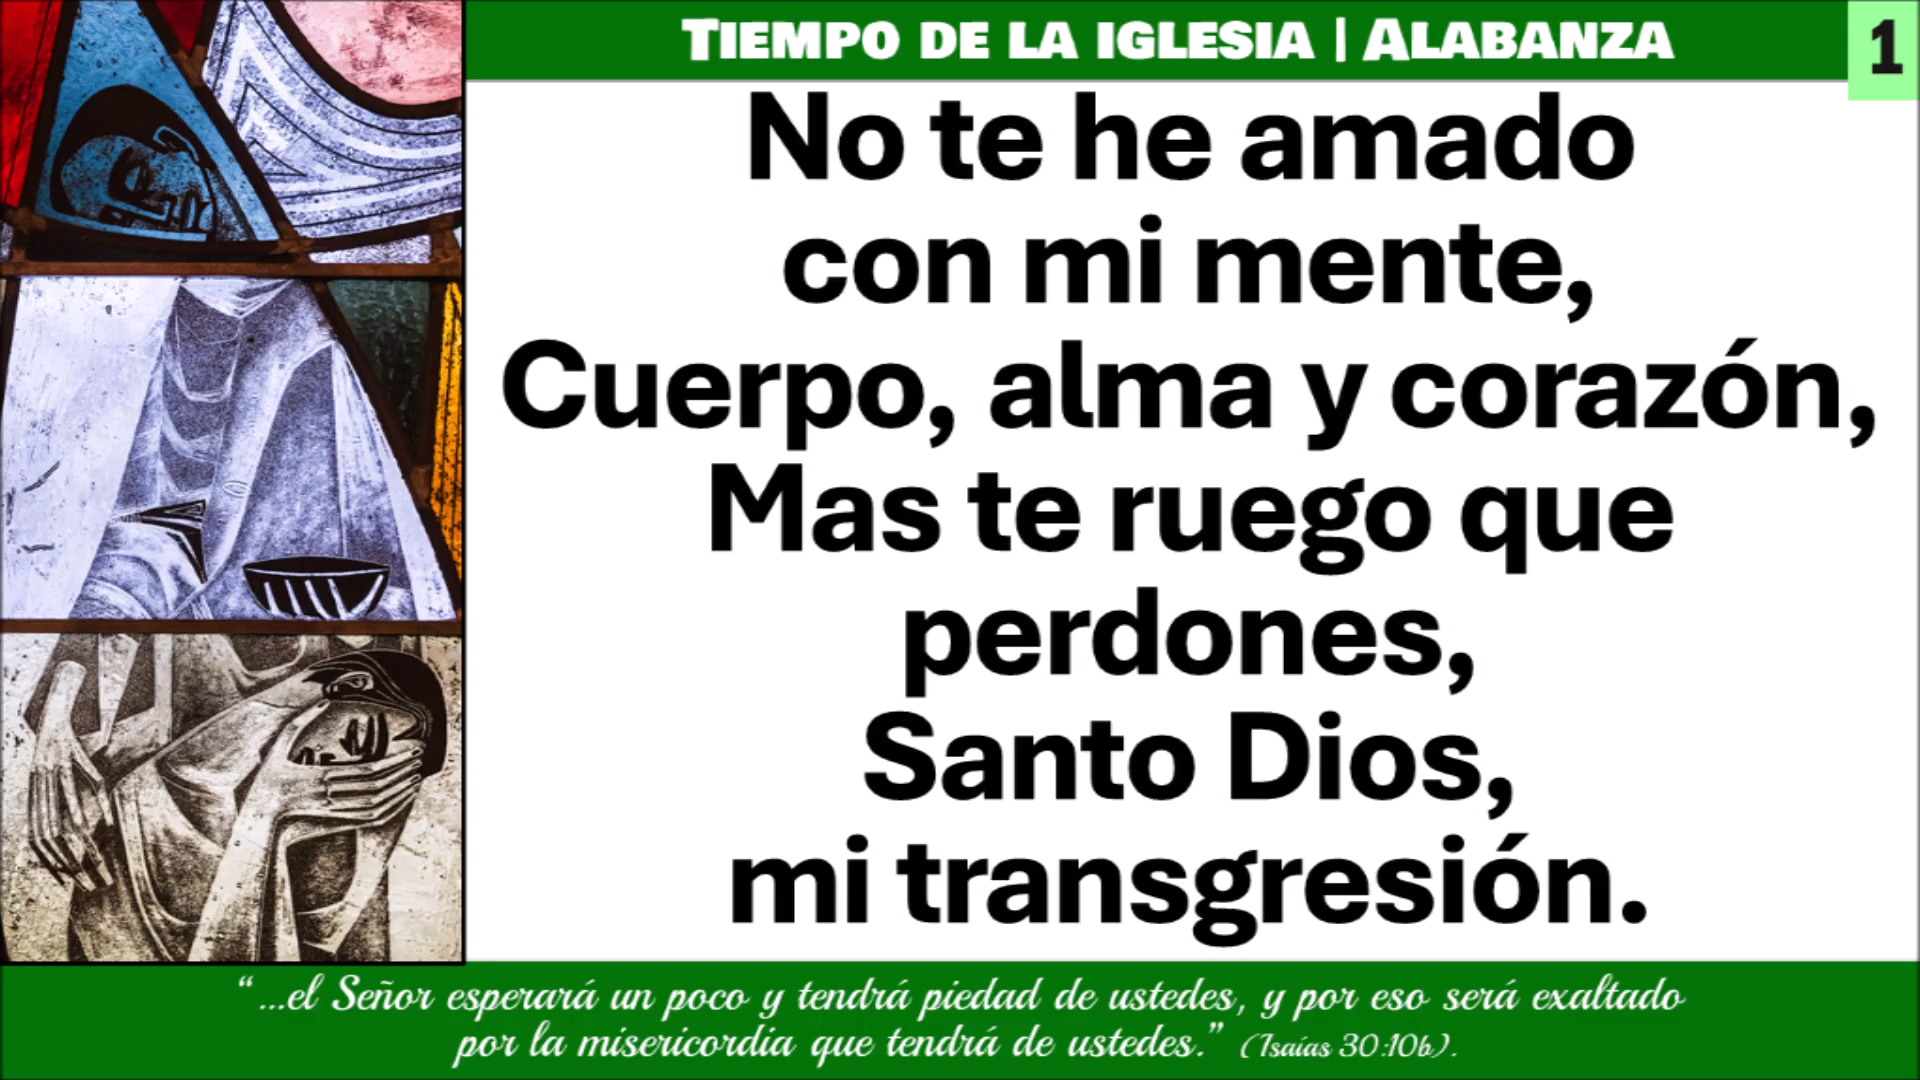 TIEMPO DE LA IGLESIA | ALABANZA
1
No te he amado
con mi mente,
Cuerpo, alma y corazón,
Mas te ruego que
perdones,
Santo Dios,
mi transgresión.
“...el Señor esperará un poco y tendrá piedad de ustedes, y por eso será exaltado
por la misericordia que tendrá de ustedes.” (Isaías 30:10b).